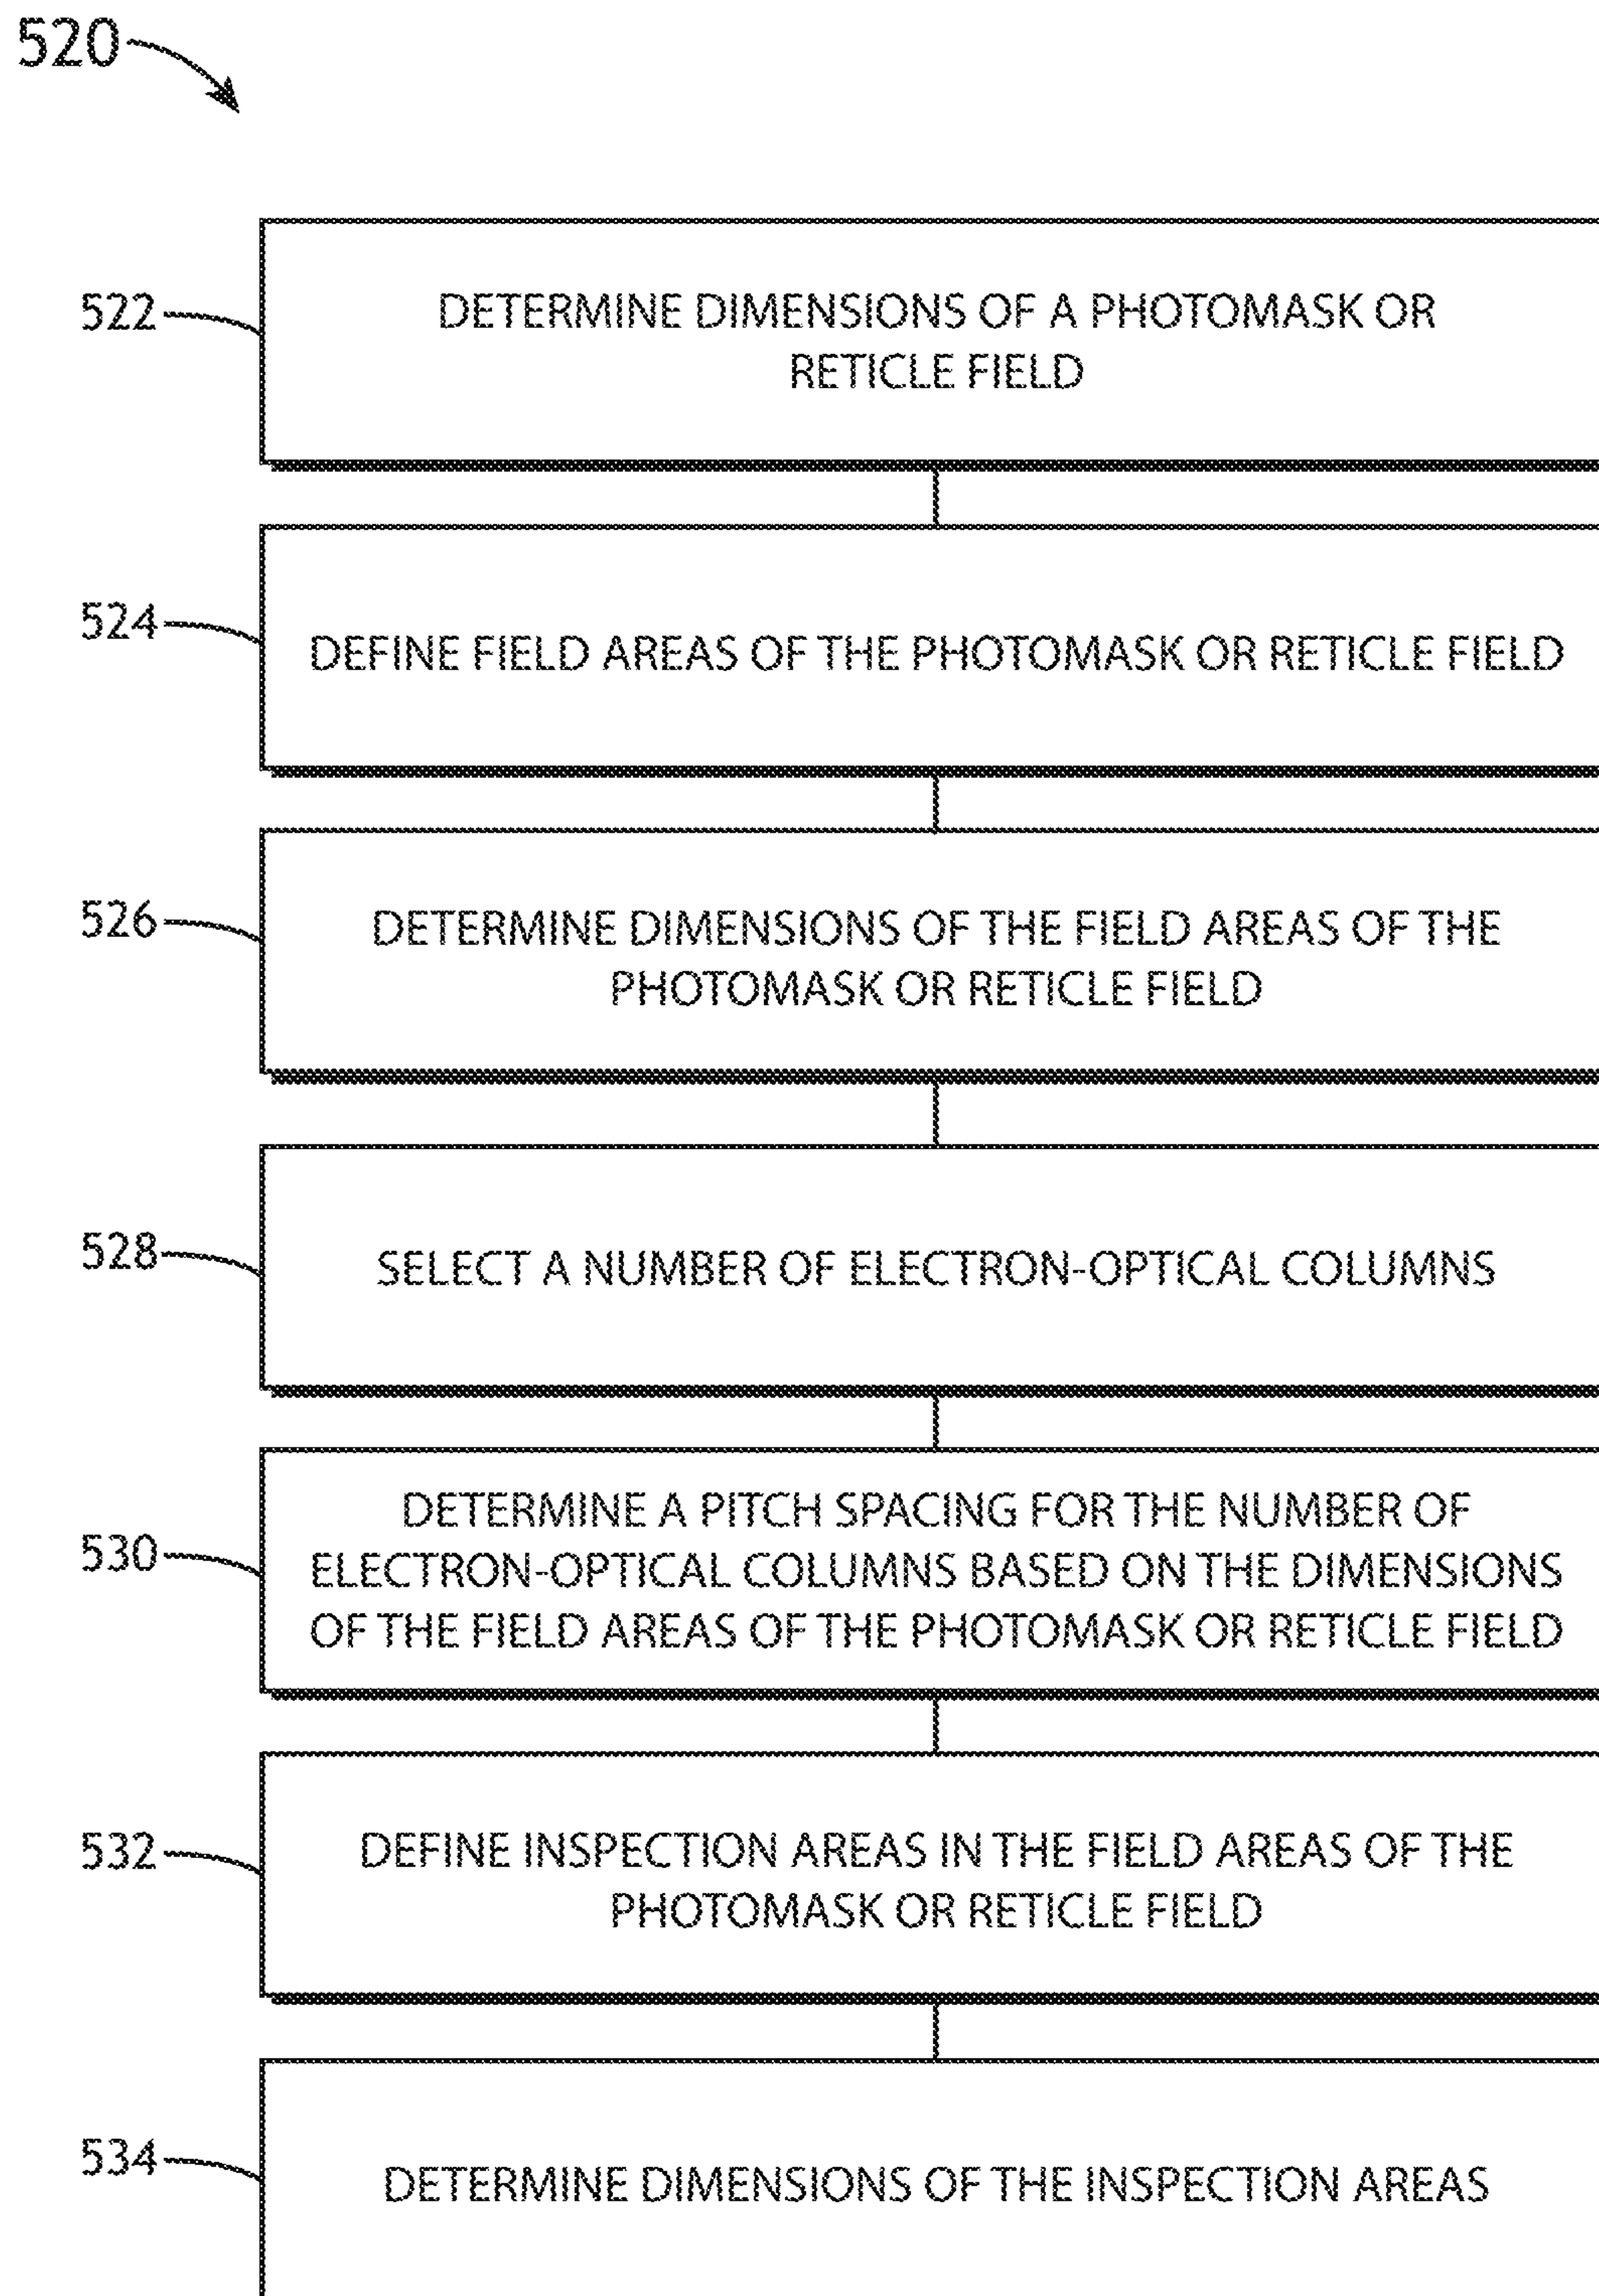 520
522
DETERMINE DIMENSIONS OF A PHOTOMASK OR
RETICLE FIELD
524
DEFINE FIELD AREAS OF THE PHOTOMASK OR RETICLE FIELD
526
DETERMINE DIMENSIONS OF THE FIELD AREAS OF THE
PHOTOMASK OR RETICLE FIELD
528
SELECT A NUMBER OF ELECTRON-OPTICAL COLUMNS
530
DETERMINE A PITCH SPACING FOR THE NUMBER OF
ELECTRON-OPTICAL COLUMNS BASED ON THE DIMENSIONS
OF THE FIELD AREAS OF THE PHOTOMASK OR RETICLE FIELD
532
DEFINE INSPECTION AREAS IN THE FIELD AREAS OF THE
PHOTOMASK OR RETICLE FIELD
534
DETERMINE DIMENSIONS OF THE INSPECTION AREAS